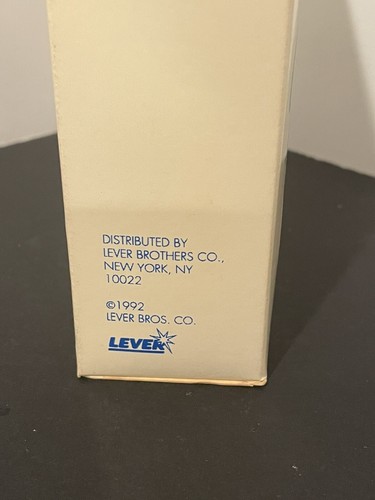 DISTRIBUTED BY
LEVER BROTHERS CO.,
NEW YORK, NY
10022
©1992
LEVER BROS. CO.
LEVER